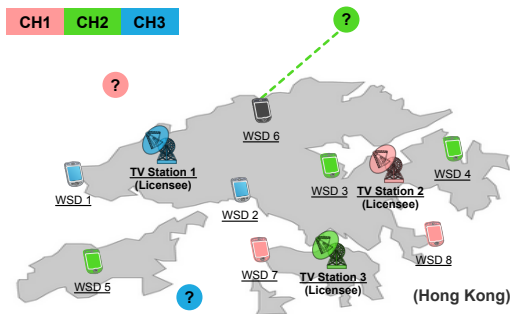 CH1 CH2 CH3
?
?
WSD 6
TV Station 1
(Licensee)
WSD 1
WSD 2
WSD 3
TV Station 2
(Licensee)
WSD 4
WSD 5
?
WSD 7
TV Station 3
(Licensee)
WSD 8
(Hong Kong)